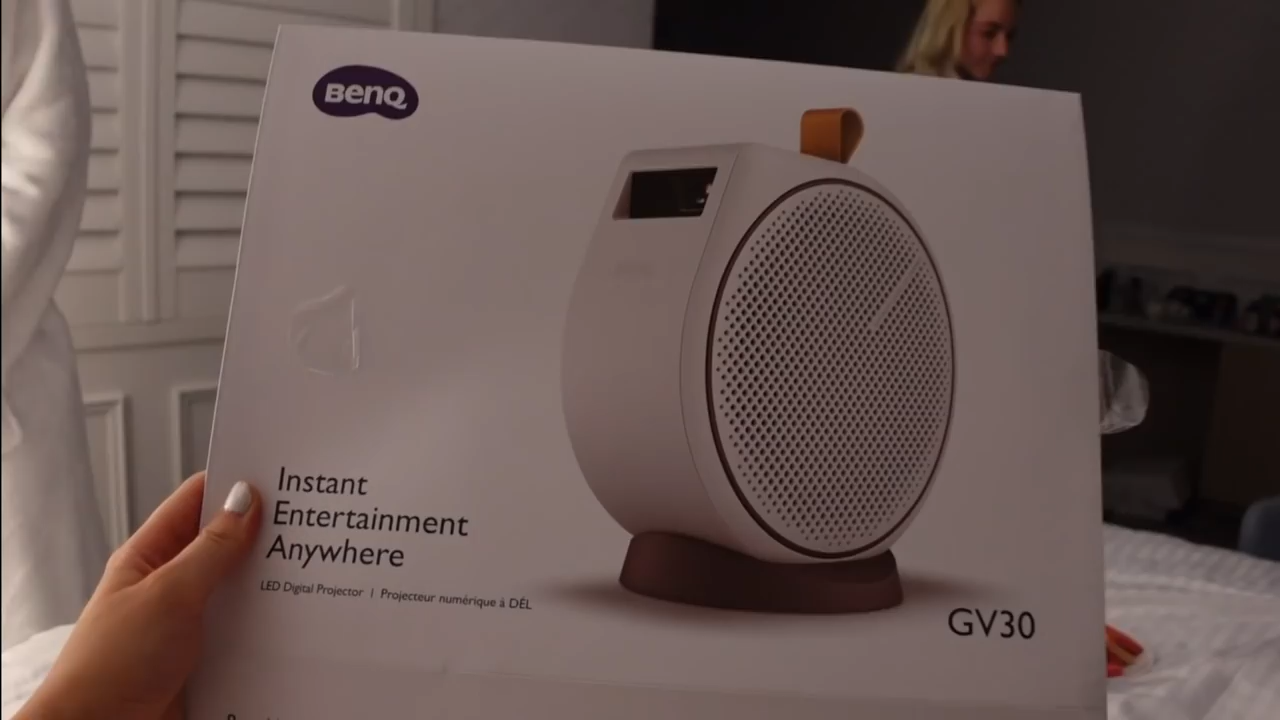 BenQ
Instant
Entertainment
Anywhere
LED Digital Projector | Projecteur numérique à DÉL
GV30